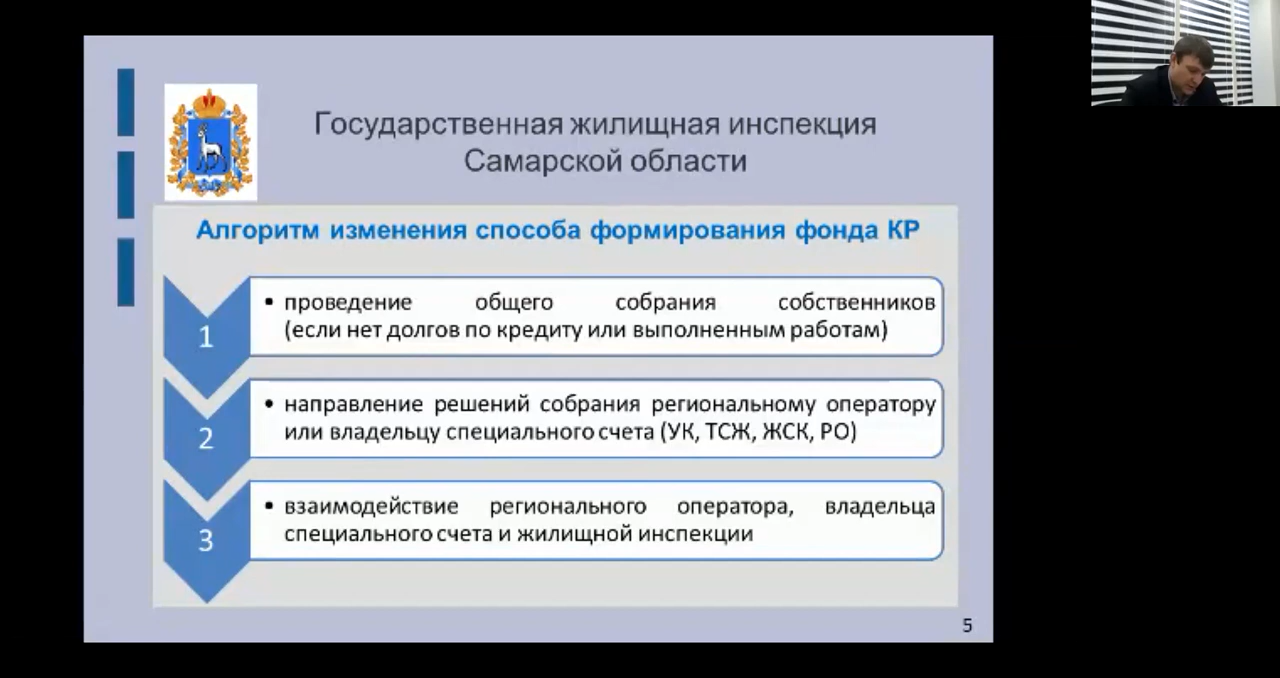 Государственная жилищная инспекция
Самарской области
Алгоритм изменения способа формирования фонда КР
1
• проведение общего собрания собственников
(если нет долгов по кредиту или выполненным работам)
2
• направление решений собрания региональному оператору
или владельцу специального счета (УК, ТСЖ, ЖСК, РО)
3
• взаимодействие регионального оператора, владельца
специального счета и жилищной инспекции
5